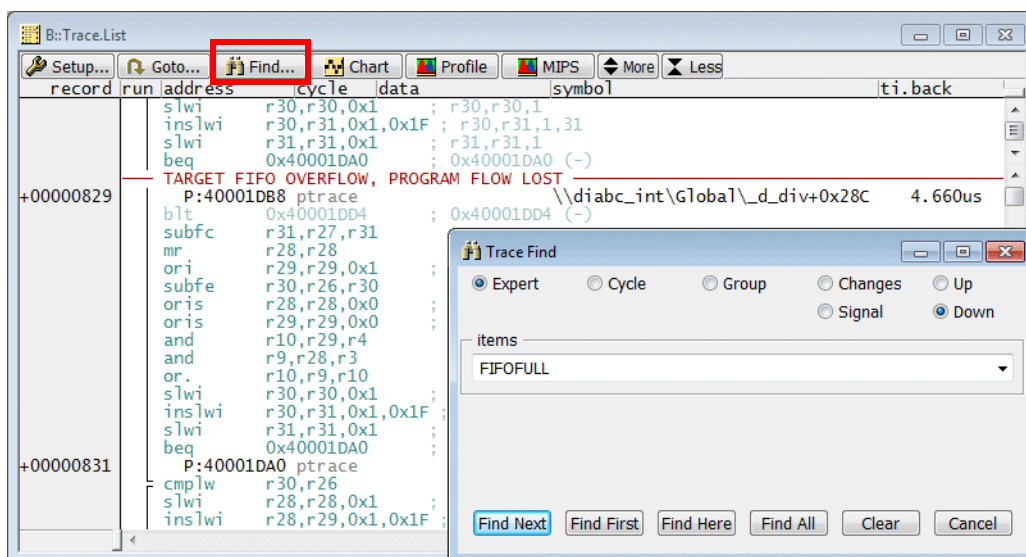 B::Trace.List
Setup... Goto... Find... Chart Profile MIPS More Less
record run address cycle data symbol ti.back
slwi r30,r30,0x1 ; r30,r30,1
inslwi r30,r31,0x1,0x1F ; r30,r31,1,31
slwi r31,r31,0x1 ; r31,r31,1
beq 0x40001DA0 ; 0x40001DA0 (-)
TARGET FIFO OVERFLOW, PROGRAM FLOW LOST
+00000829 P:40001DB8 ptrace \\diabc_int\Global\_d_div+0x28C 4.660us
blt 0x40001DD4 ; 0x40001DD4 (-)
subfc r31,r27,r31
mr r28,r28
ori r29,r29,0x1 ;
subfe r30,r26,r30
oris r28,r28,0x0 ;
oris r29,r29,0x0 ;
and r10,r29,r4
and r9,r28,r3
or. r10,r9,r10
slwi r30,r30,0x1 ;
inslwi r30,r31,0x1,0x1F ;
slwi r31,r31,0x1 ;
beq 0x40001DA0 ;
+00000831 P:40001DA0 ptrace
cmplw r30,r26
slwi r28,r28,0x1 ;
inslwi r28,r29,0x1,0x1F ;
Trace Find
Expert Cycle Group Changes Up
Signal Down
items
FIFOFULL
Find Next Find First Find Here Find All Clear Cancel